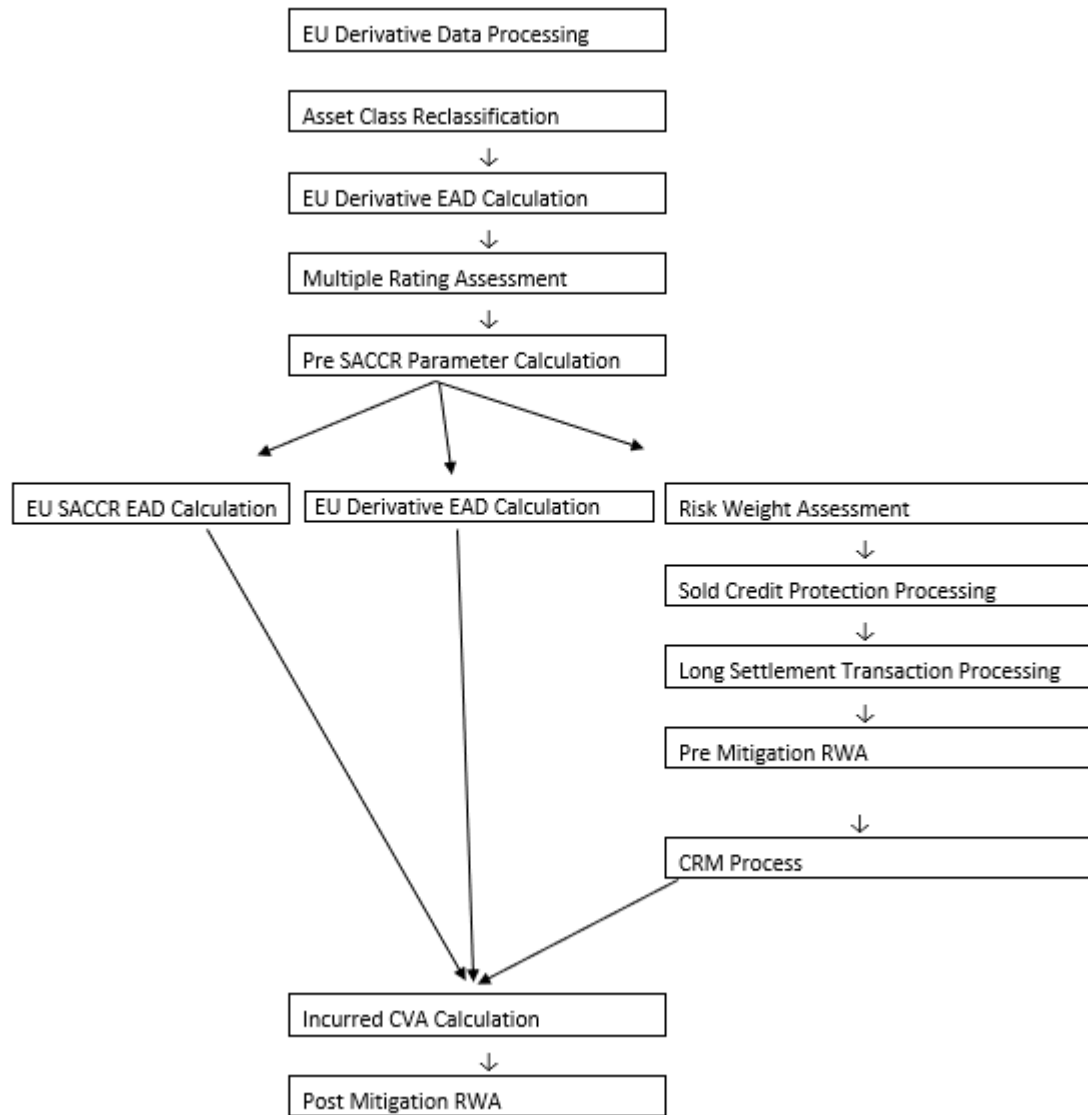 EU Derivative Data Processing
Asset Class Reclassification
EU Derivative EAD Calculation
Multiple Rating Assessment
Pre SACCR Parameter Calculation
EU SACCR EAD Calculation
EU Derivative EAD Calculation
Risk Weight Assessment
Sold Credit Protection Processing
Long Settlement Transaction Processing
Pre Mitigation RWA
CRM Process
Incurred CVA Calculation
Post Mitigation RWA